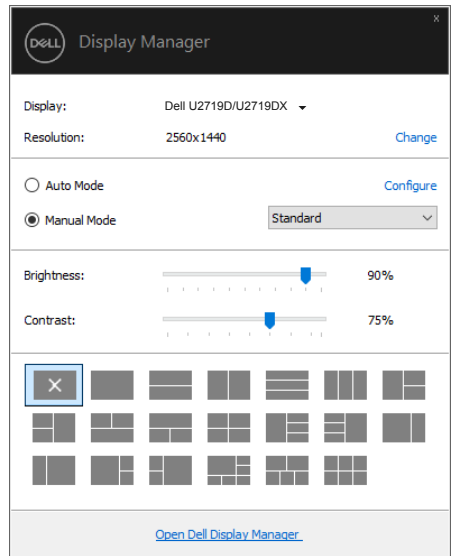 x
DELL Display Manager
Display: Dell U2719D/U2719DX
Resolution: 2560x1440 Change
Auto Mode Configure
Manual Mode Standard
Brightness: 90%
Contrast: 75%
Open Dell Display Manager